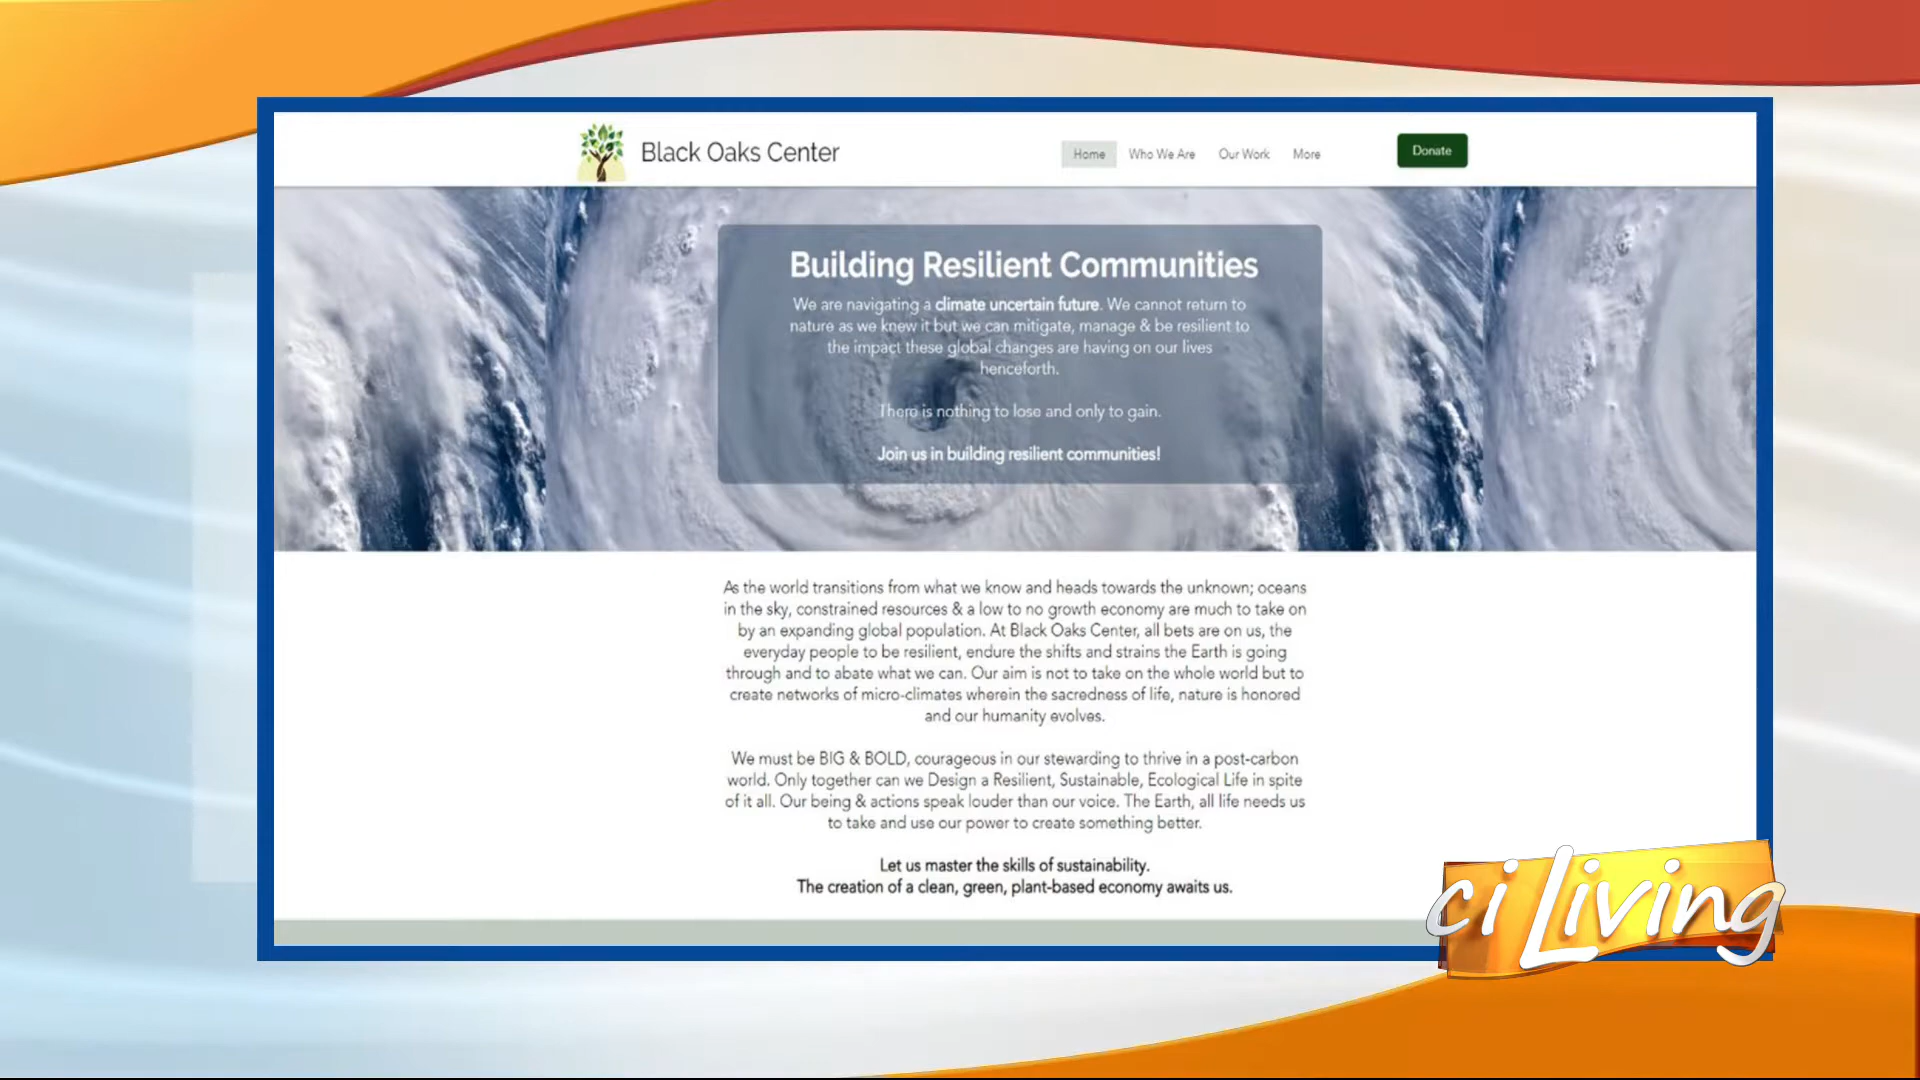 Black Oaks Center
Home Who We Are Our Work More Donate
Building Resilient Communities
We are navigating a climate uncertain future. We cannot return to
nature as we knew it but we can mitigate, manage & be resilient to
the impact these global changes are having on our lives
henceforth.
There is nothing to lose and only to gain.
Join us in building resilient communities!
As the world transitions from what we know and heads towards the unknown; oceans
in the sky, constrained resources & a low to no growth economy are much to take on
by an expanding global population. At Black Oaks Center, all bets are on us, the
everyday people to be resilient, endure the shifts and strains the Earth is going
through and to abate what we can. Our aim is not to take on the whole world but to
create networks of micro-climates wherein the sacredness of life, nature is honored
and our humanity evolves.
We must be BIG & BOLD, courageous in our stewarding to thrive in a post-carbon
world. Only together can we Design a Resilient, Sustainable, Ecological Life in spite
of it all. Our being & actions speak louder than our voice. The Earth, all life needs us
to take and use our power to create something better.
Let us master the skills of sustainability.
The creation of a clean, green, plant-based economy awaits us.
ci Living